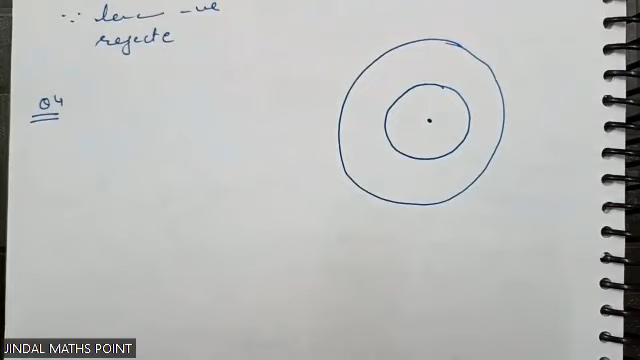 ∵ len -ve
rejecte
Q4
JINDAL MATHS POINT